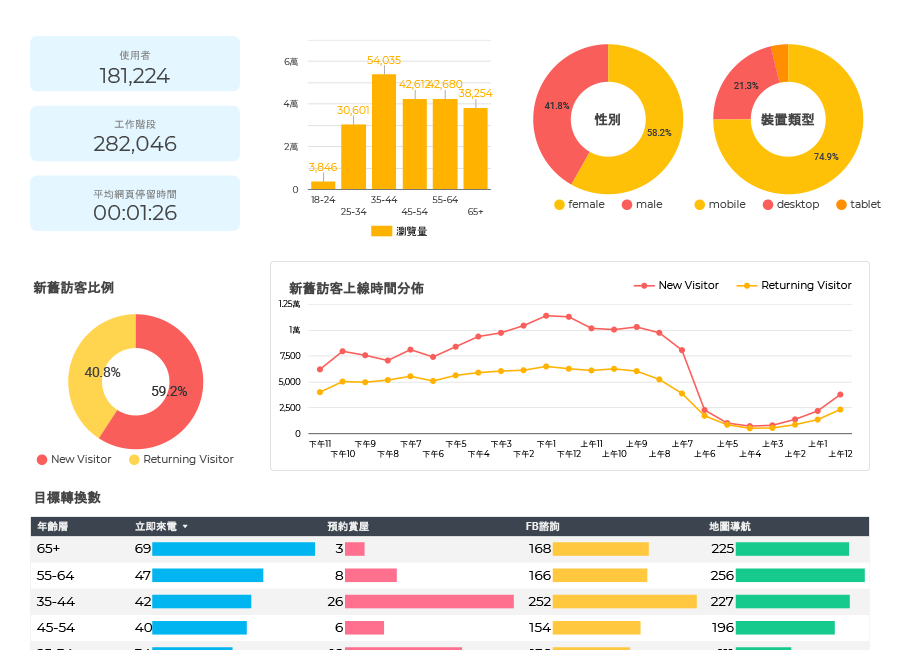 使用者
181,224
工作階段
282,046
平均網頁停留時間
00:01:26
6萬
4萬
2萬
0
3,846
30,601
54,035
42,612
42,680
38,254
18-24
25-34
35-44
45-54
55-64
65+
瀏覽量
性別
41.8%
58.2%
female
male
裝置類型
21.3%
74.9%
mobile
desktop
tablet
新舊訪客比例
40.8%
59.2%
New Visitor
Returning Visitor
新舊訪客上線時間分佈
New Visitor
Returning Visitor
1.25萬
1萬
7,500
5,000
2,500
0
下午11
下午10
下午9
下午8
下午7
下午6
下午5
下午4
下午3
下午2
下午1
下午12
上午11
上午10
上午9
上午8
上午7
上午6
上午5
上午4
上午3
上午2
上午1
上午12
目標轉換數
年齡層 立即來電 預約賞屋 FB諮詢 地圖導航
65+ 69 3 168 225
55-64 47 8 166 256
35-44 42 26 252 227
45-54 40 6 154 196